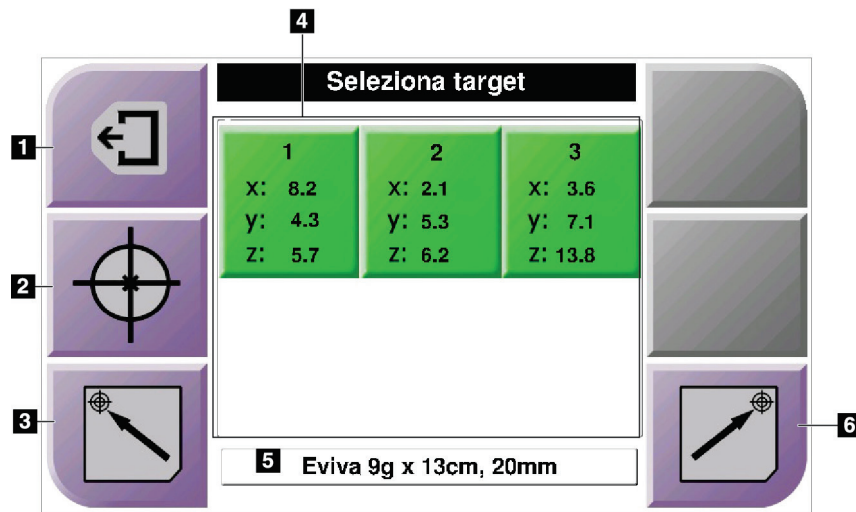 4
Seleziona target
1
1 2 3
x: 8.2 x: 2.1 x: 3.6
y: 4.3 y: 5.3 y: 7.1
z: 5.7 z: 6.2 z: 13.8
2
3
6
5 Eviva 9g x 13cm, 20mm